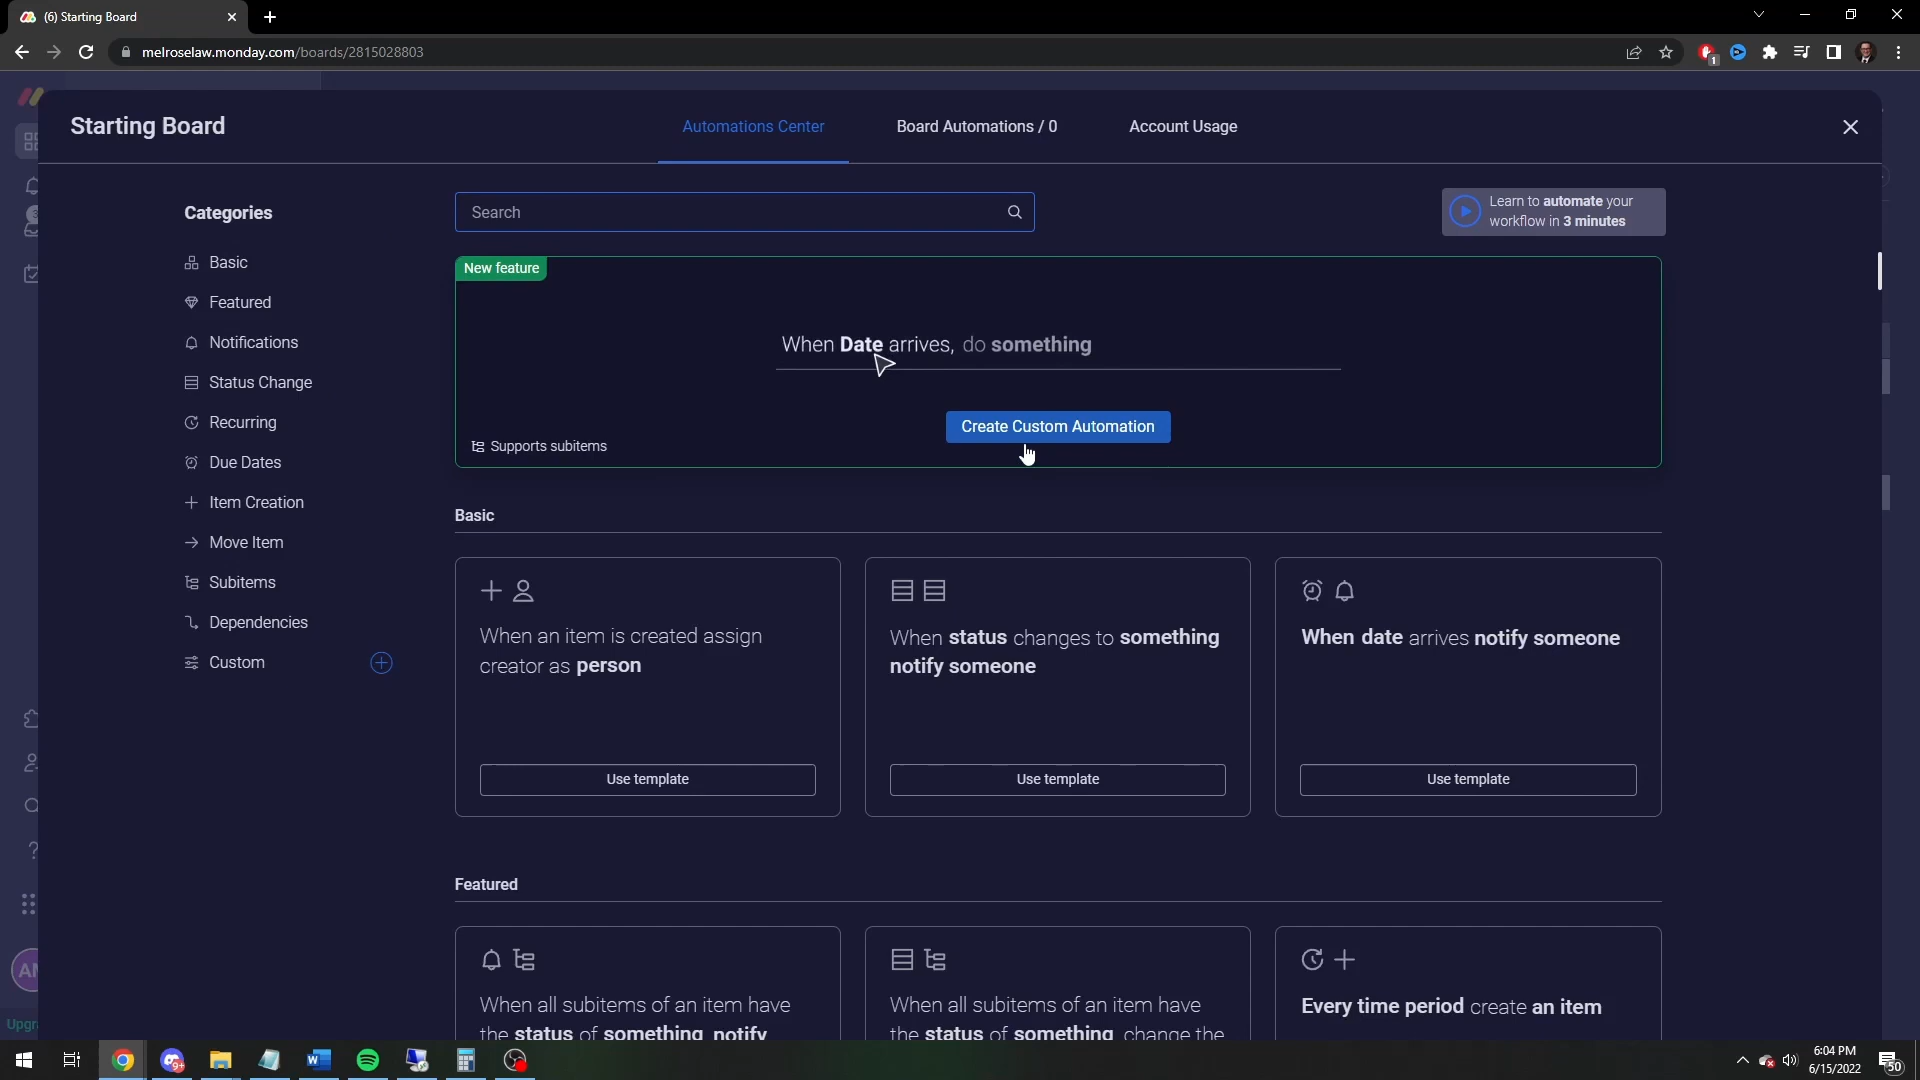 (6) Starting Board
melroselaw.monday.com/boards/2815028803
1
Starting Board
Automations Center
Board Automations / 0
Account Usage
Categories
Basic
Featured
Notifications
Status Change
Recurring
Due Dates
Item Creation
Move Item
Subitems
Dependencies
Custom
Search
Learn to automate your
workflow in 3 minutes
New feature
When Date arrives, do something
Create Custom Automation
Supports subitems
Basic
When an item is created assign
creator as person
Use template
When status changes to something
notify someone
Use template
When date arrives notify someone
Use template
Featured
When all subitems of an item have
the status of something notify
When all subitems of an item have
the status of something change the
Every time period create an item
3
?
AM
Upgr
9+
6:04 PM
6/15/2022
50